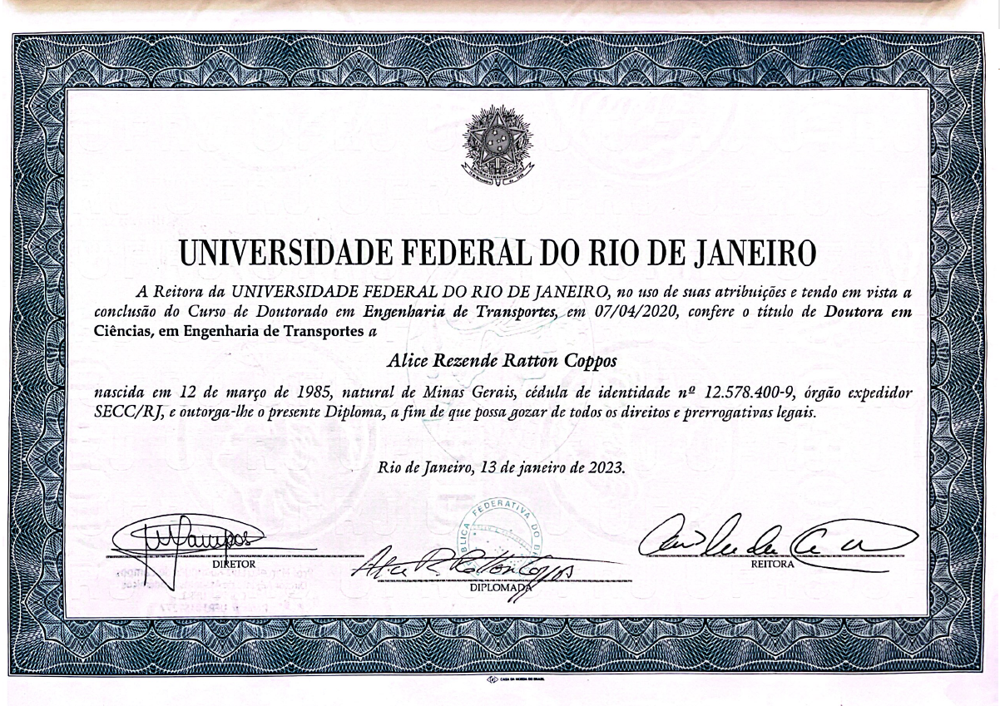 UNIVERSIDADE FEDERAL DO RIO DE JANEIRO
A Reitora da UNIVERSIDADE FEDERAL DO RIO DE JANEIRO, no uso de suas atribuições e tendo em vista a
conclusão do Curso de Doutorado em Engenharia de Transportes, em 07/04/2020, confere o título de Doutora em
Ciências, em Engenharia de Transportes a
Alice Rezende Ratton Coppos
nascida em 12 de março de 1985, natural de Minas Gerais, cédula de identidade nº 12.578.400-9, órgão expedidor
SECC/RJ, e outorga-lhe o presente Diploma, a fim de que possa gozar de todos os direitos e prerrogativas legais.
Rio de Janeiro, 13 de janeiro de 2023.
FEDERATIVA DO
DIRETOR
REITORA
DIPLOMADA
CASA DA MOEDA DO BRASIL